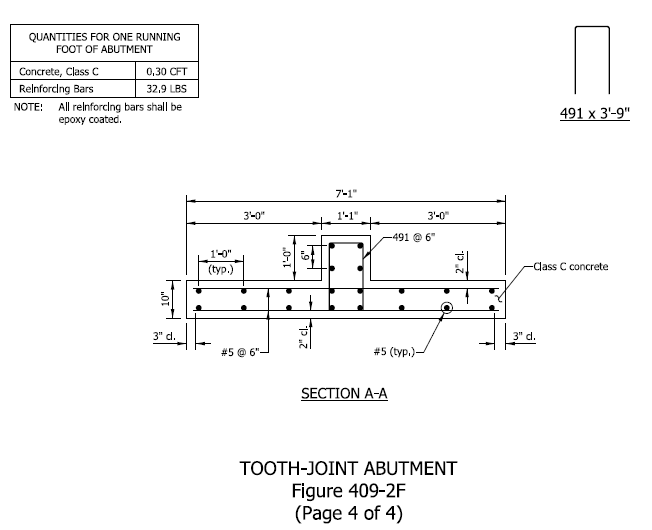 QUANTITIES FOR ONE RUNNING
FOOT OF ABUTMENT
Concrete, Class C 0.30 CFT
Reinforcing Bars 32.9 LBS
NOTE: All reinforcing bars shall be
epoxy coated.
491 x 3'-9"
7'-1"
3'-0" 1'-1" 3'-0"
491 @ 6"
1'-0"
(typ.)
1'-0"
6"
2" cl.
Class C concrete
10"
3" cl.
#5 @ 6"
2" cl.
#5 (typ.)
3" cl.
SECTION A-A
TOOTH-JOINT ABUTMENT
Figure 409-2F
(Page 4 of 4)